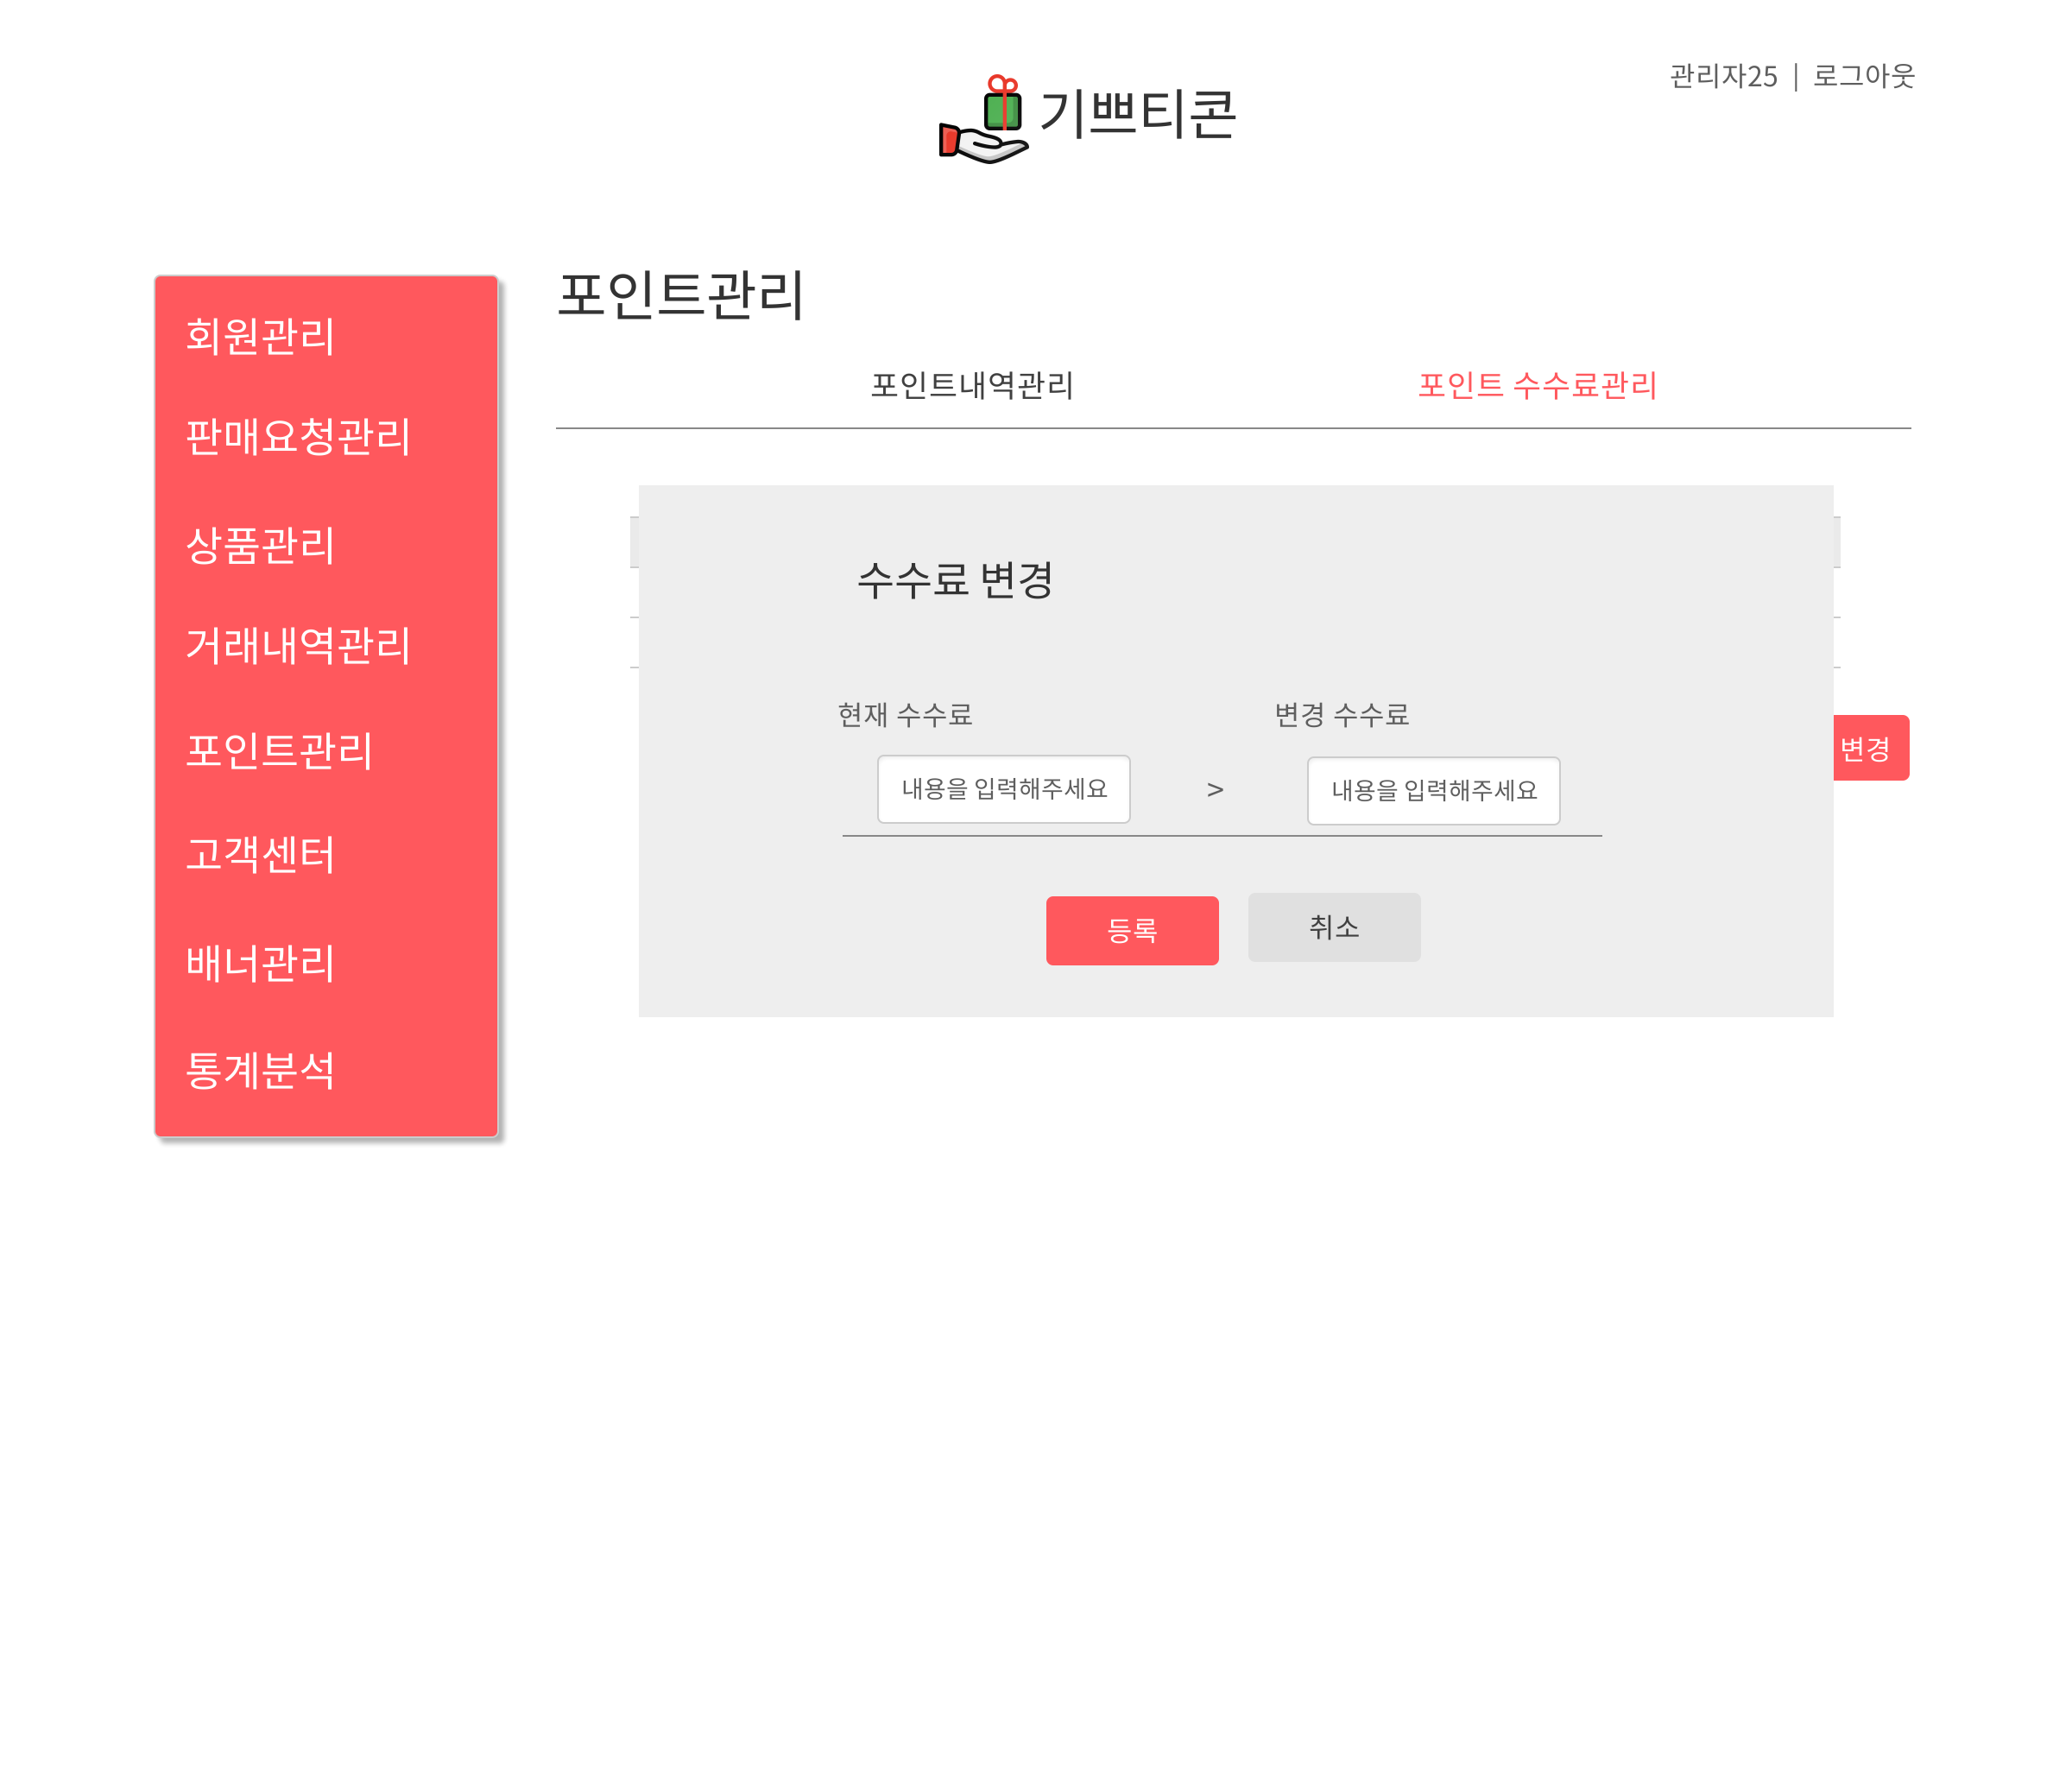 관리자25 | 로그아웃
기쁘티콘
회원관리
판매요청관리
상품관리
거래내역관리
포인트관리
고객센터
배너관리
통계분석
포인트관리
포인트내역관리 포인트 수수료관리
수수료 변경
현재 수수료 변경 수수료
내용을 입력해주세요 > 내용을 입력해주세요
등록 취소
변경